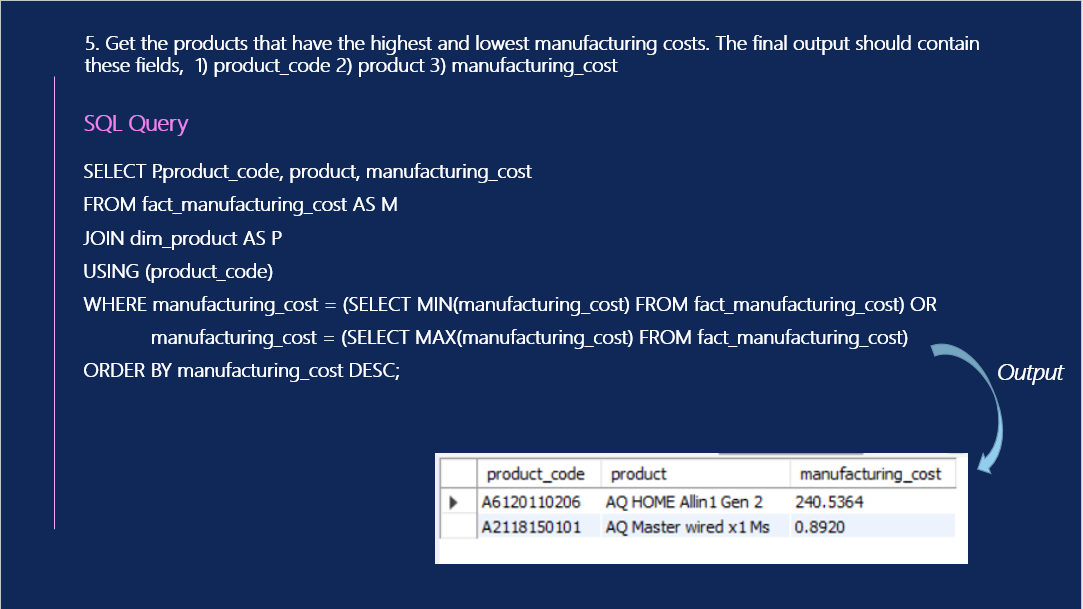 5. Get the products that have the highest and lowest manufacturing costs. The final output should contain
these fields, 1) product_code 2) product 3) manufacturing_cost
SQL Query
SELECT P.product_code, product, manufacturing_cost
FROM fact_manufacturing_cost AS M
JOIN dim_product AS P
USING (product_code)
WHERE manufacturing_cost = (SELECT MIN(manufacturing_cost) FROM fact_manufacturing_cost) OR
manufacturing_cost = (SELECT MAX(manufacturing_cost) FROM fact_manufacturing_cost)
ORDER BY manufacturing_cost DESC;
Output
product_code product manufacturing_cost
A6120110206 AQ HOME Allin1 Gen 2 240.5364
A2118150101 AQ Master wired x1 Ms 0.8920